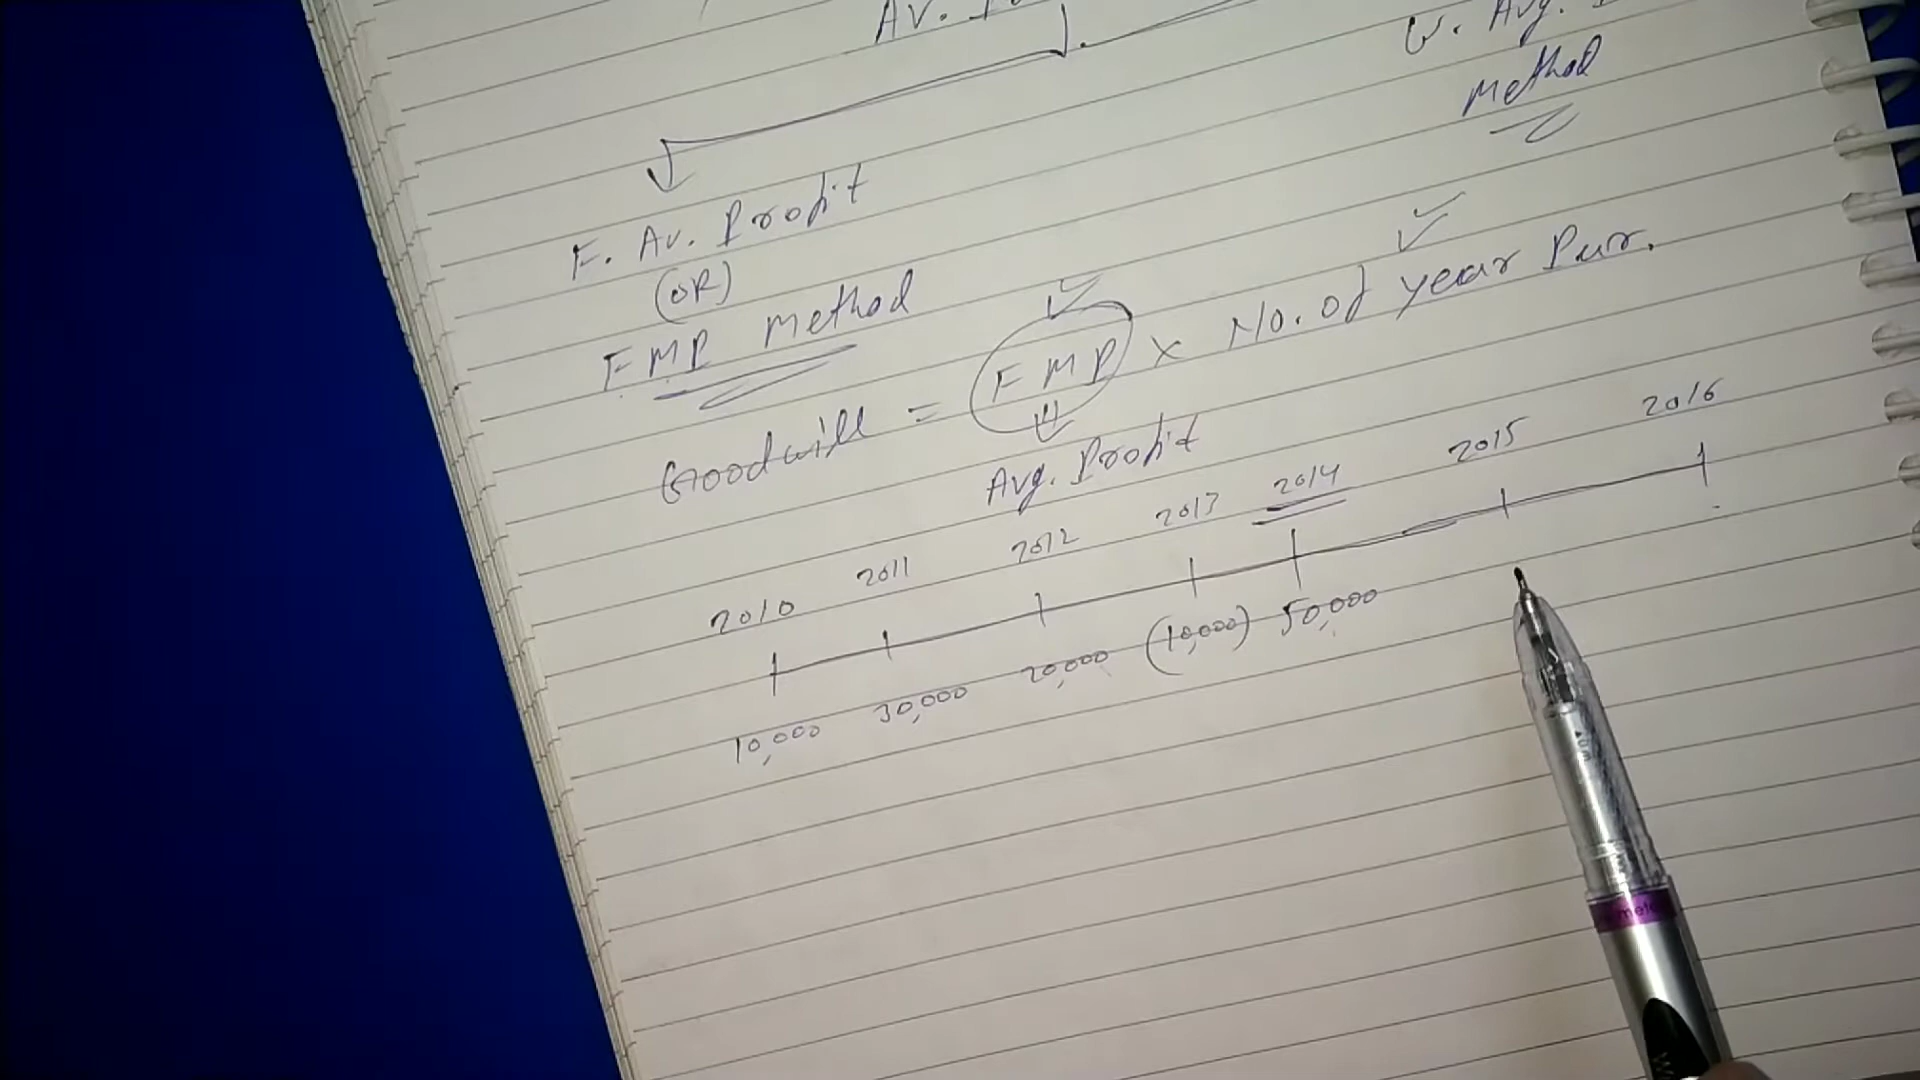 Av.
W. Avg.
Method
F. Av. Profit
(OR)
FMP Method
Goodwill = FMP × No. of year Pur.
Avg. Profit
2010 2011 2012 2013 2014 2015 2016
10,000 30,000 20,000 (10,000) 50,000